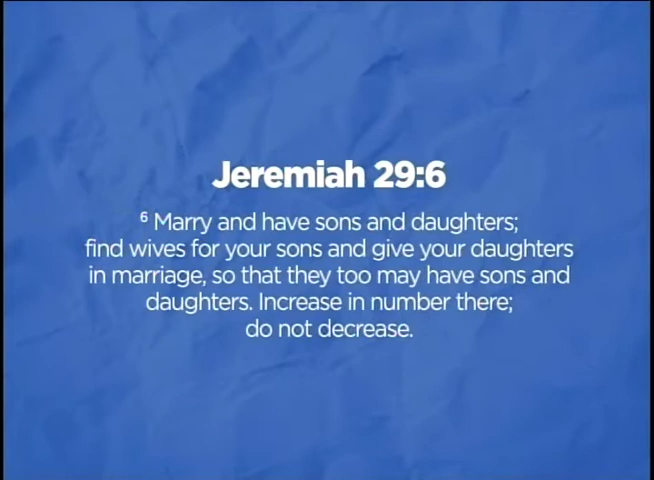 Jeremiah 29:6
⁶ Marry and have sons and daughters;
find wives for your sons and give your daughters
in marriage, so that they too may have sons and
daughters. Increase in number there;
do not decrease.